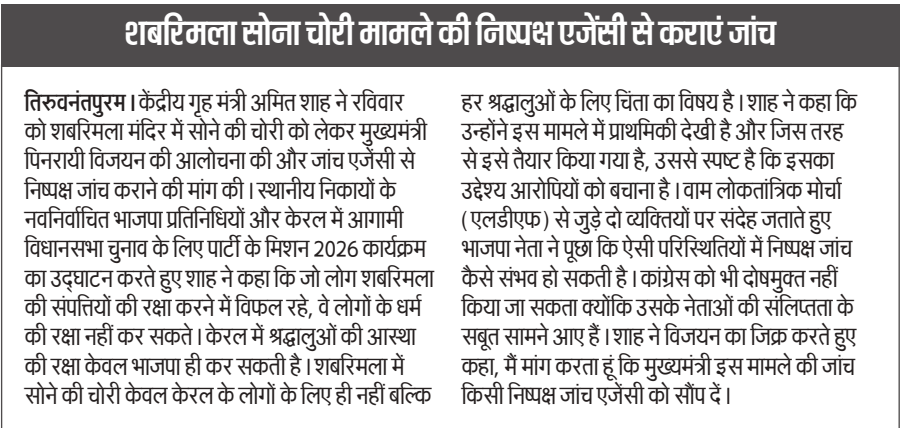 शबरिमला सोना चोरी मामले की निष्पक्ष एजेंसी से कराएं जांच
तिरुवनंतपुरम। केंद्रीय गृह मंत्री अमित शाह ने रविवार
को शबरिमला मंदिर में सोने की चोरी को लेकर मुख्यमंत्री
पिनरायी विजयन की आलोचना की और जांच एजेंसी से
निष्पक्ष जांच कराने की मांग की। स्थानीय निकायों के
नवनिर्वाचित भाजपा प्रतिनिधियों और केरल में आगामी
विधानसभा चुनाव के लिए पार्टी के मिशन 2026 कार्यक्रम
का उद्घाटन करते हुए शाह ने कहा कि जो लोग शबरिमला
की संपत्तियों की रक्षा करने में विफल रहे, वे लोगों के धर्म
की रक्षा नहीं कर सकते। केरल में श्रद्धालुओं की आस्था
की रक्षा केवल भाजपा ही कर सकती है। शबरिमला में
सोने की चोरी केवल केरल के लोगों के लिए ही नहीं बल्कि
हर श्रद्धालुओं के लिए चिंता का विषय है। शाह ने कहा कि
उन्होंने इस मामले में प्राथमिकी देखी है और जिस तरह
से इसे तैयार किया गया है, उससे स्पष्ट है कि इसका
उद्देश्य आरोपियों को बचाना है। वाम लोकतांत्रिक मोर्चा
(एलडीएफ) से जुड़े दो व्यक्तियों पर संदेह जताते हुए
भाजपा नेता ने पूछा कि ऐसी परिस्थितियों में निष्पक्ष जांच
कैसे संभव हो सकती है। कांग्रेस को भी दोषमुक्त नहीं
किया जा सकता क्योंकि उसके नेताओं की संलिप्तता के
सबूत सामने आए हैं। शाह ने विजयन का जिक्र करते हुए
कहा, मैं मांग करता हूं कि मुख्यमंत्री इस मामले की जांच
किसी निष्पक्ष जांच एजेंसी को सौंप दें।